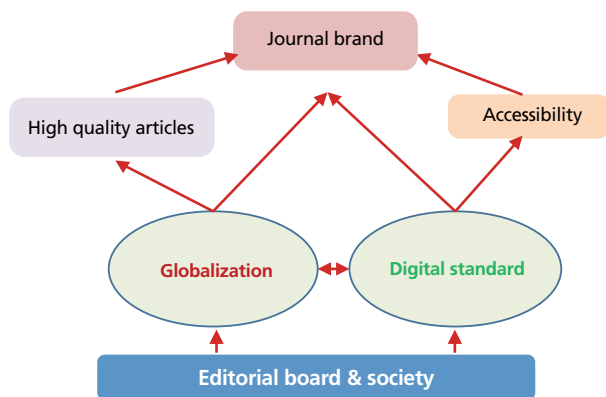 Journal brand
High quality articles
Accessibility
Globalization
Digital standard
Editorial board & society